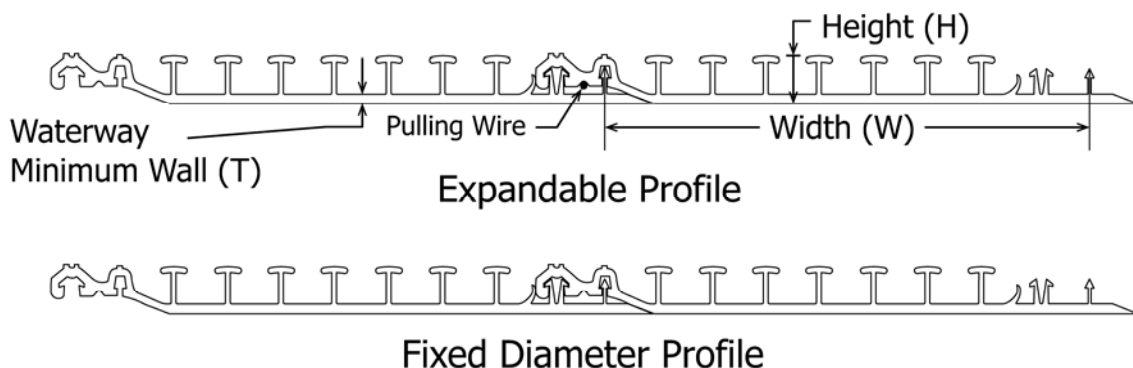 Height (H)
Waterway
Minimum Wall (T)
Pulling Wire
Width (W)
Expandable Profile
Fixed Diameter Profile